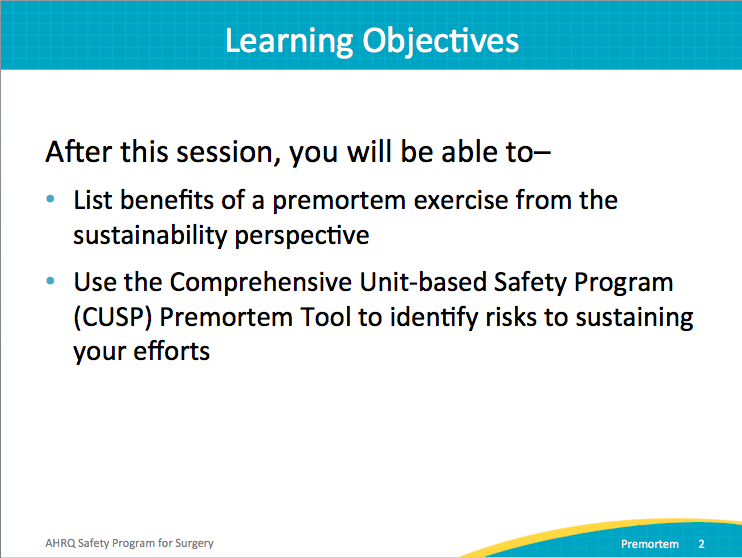 Learning Objectives
After this session, you will be able to–
• List benefits of a premortem exercise from the
sustainability perspective
• Use the Comprehensive Unit-based Safety Program
(CUSP) Premortem Tool to identify risks to sustaining
your efforts
AHRQ Safety Program for Surgery
Premortem 2